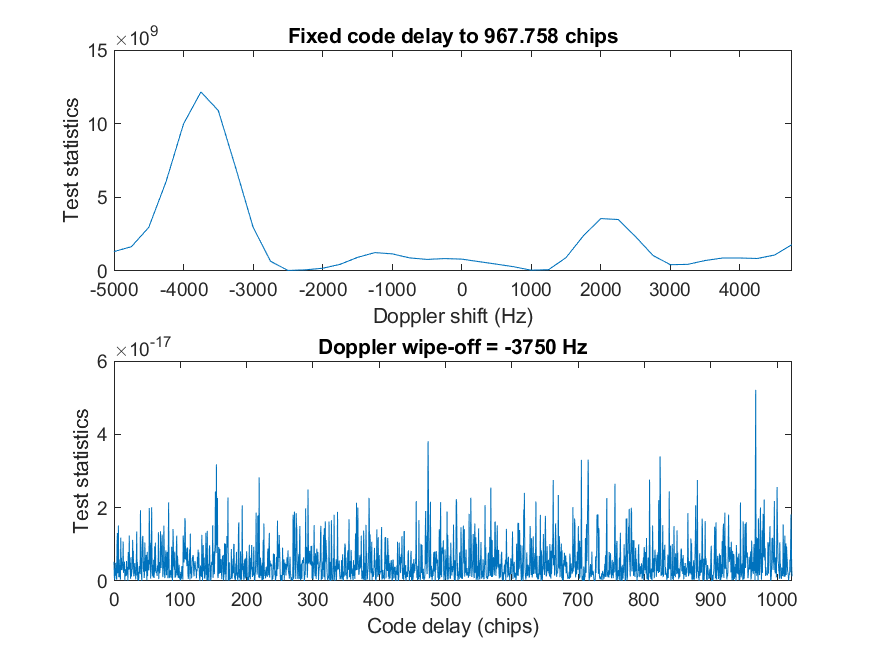 Fixed code delay to 967.758 chips
×10^9
15
10
5
0
Test statistics
-5000 -4000 -3000 -2000 -1000 0 1000 2000 3000 4000
Doppler shift (Hz)
Doppler wipe-off = -3750 Hz
×10^-17
6
4
2
0
Test statistics
0 100 200 300 400 500 600 700 800 900 1000
Code delay (chips)